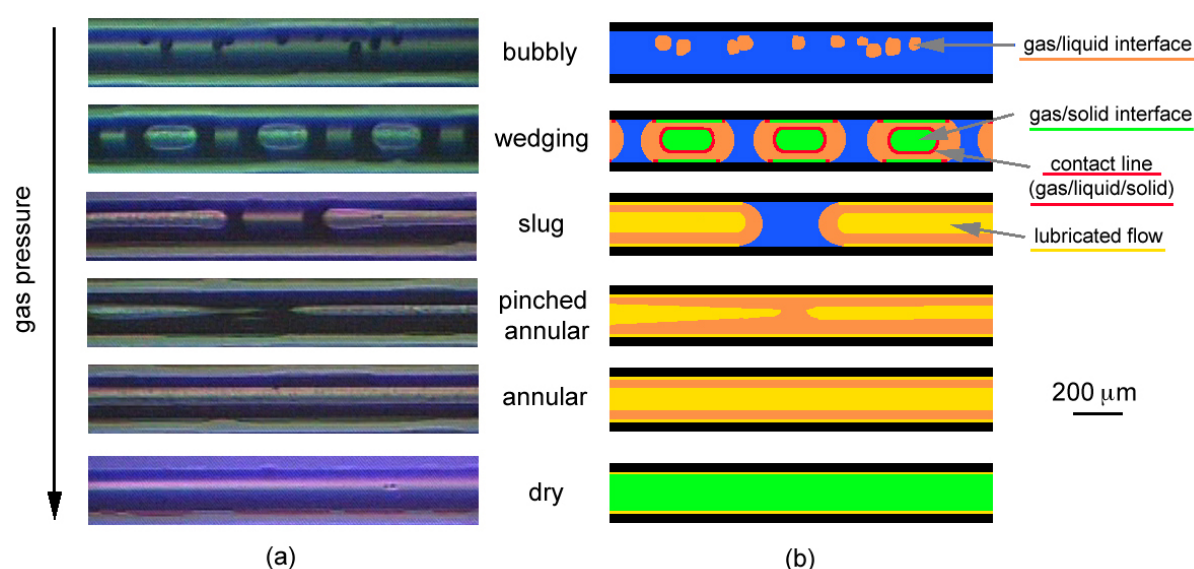 gas pressure
bubbly
wedging
slug
pinched
annular
annular
dry
gas/liquid interface
gas/solid interface
contact line
(gas/liquid/solid)
lubricated flow
200 μm
(a)
(b)